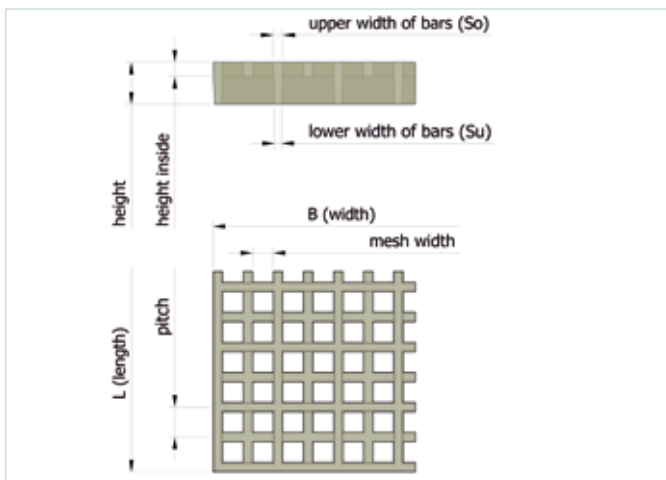 upper width of bars (So)
lower width of bars (Su)
height
height inside
B (width)
mesh width
L (length)
pitch